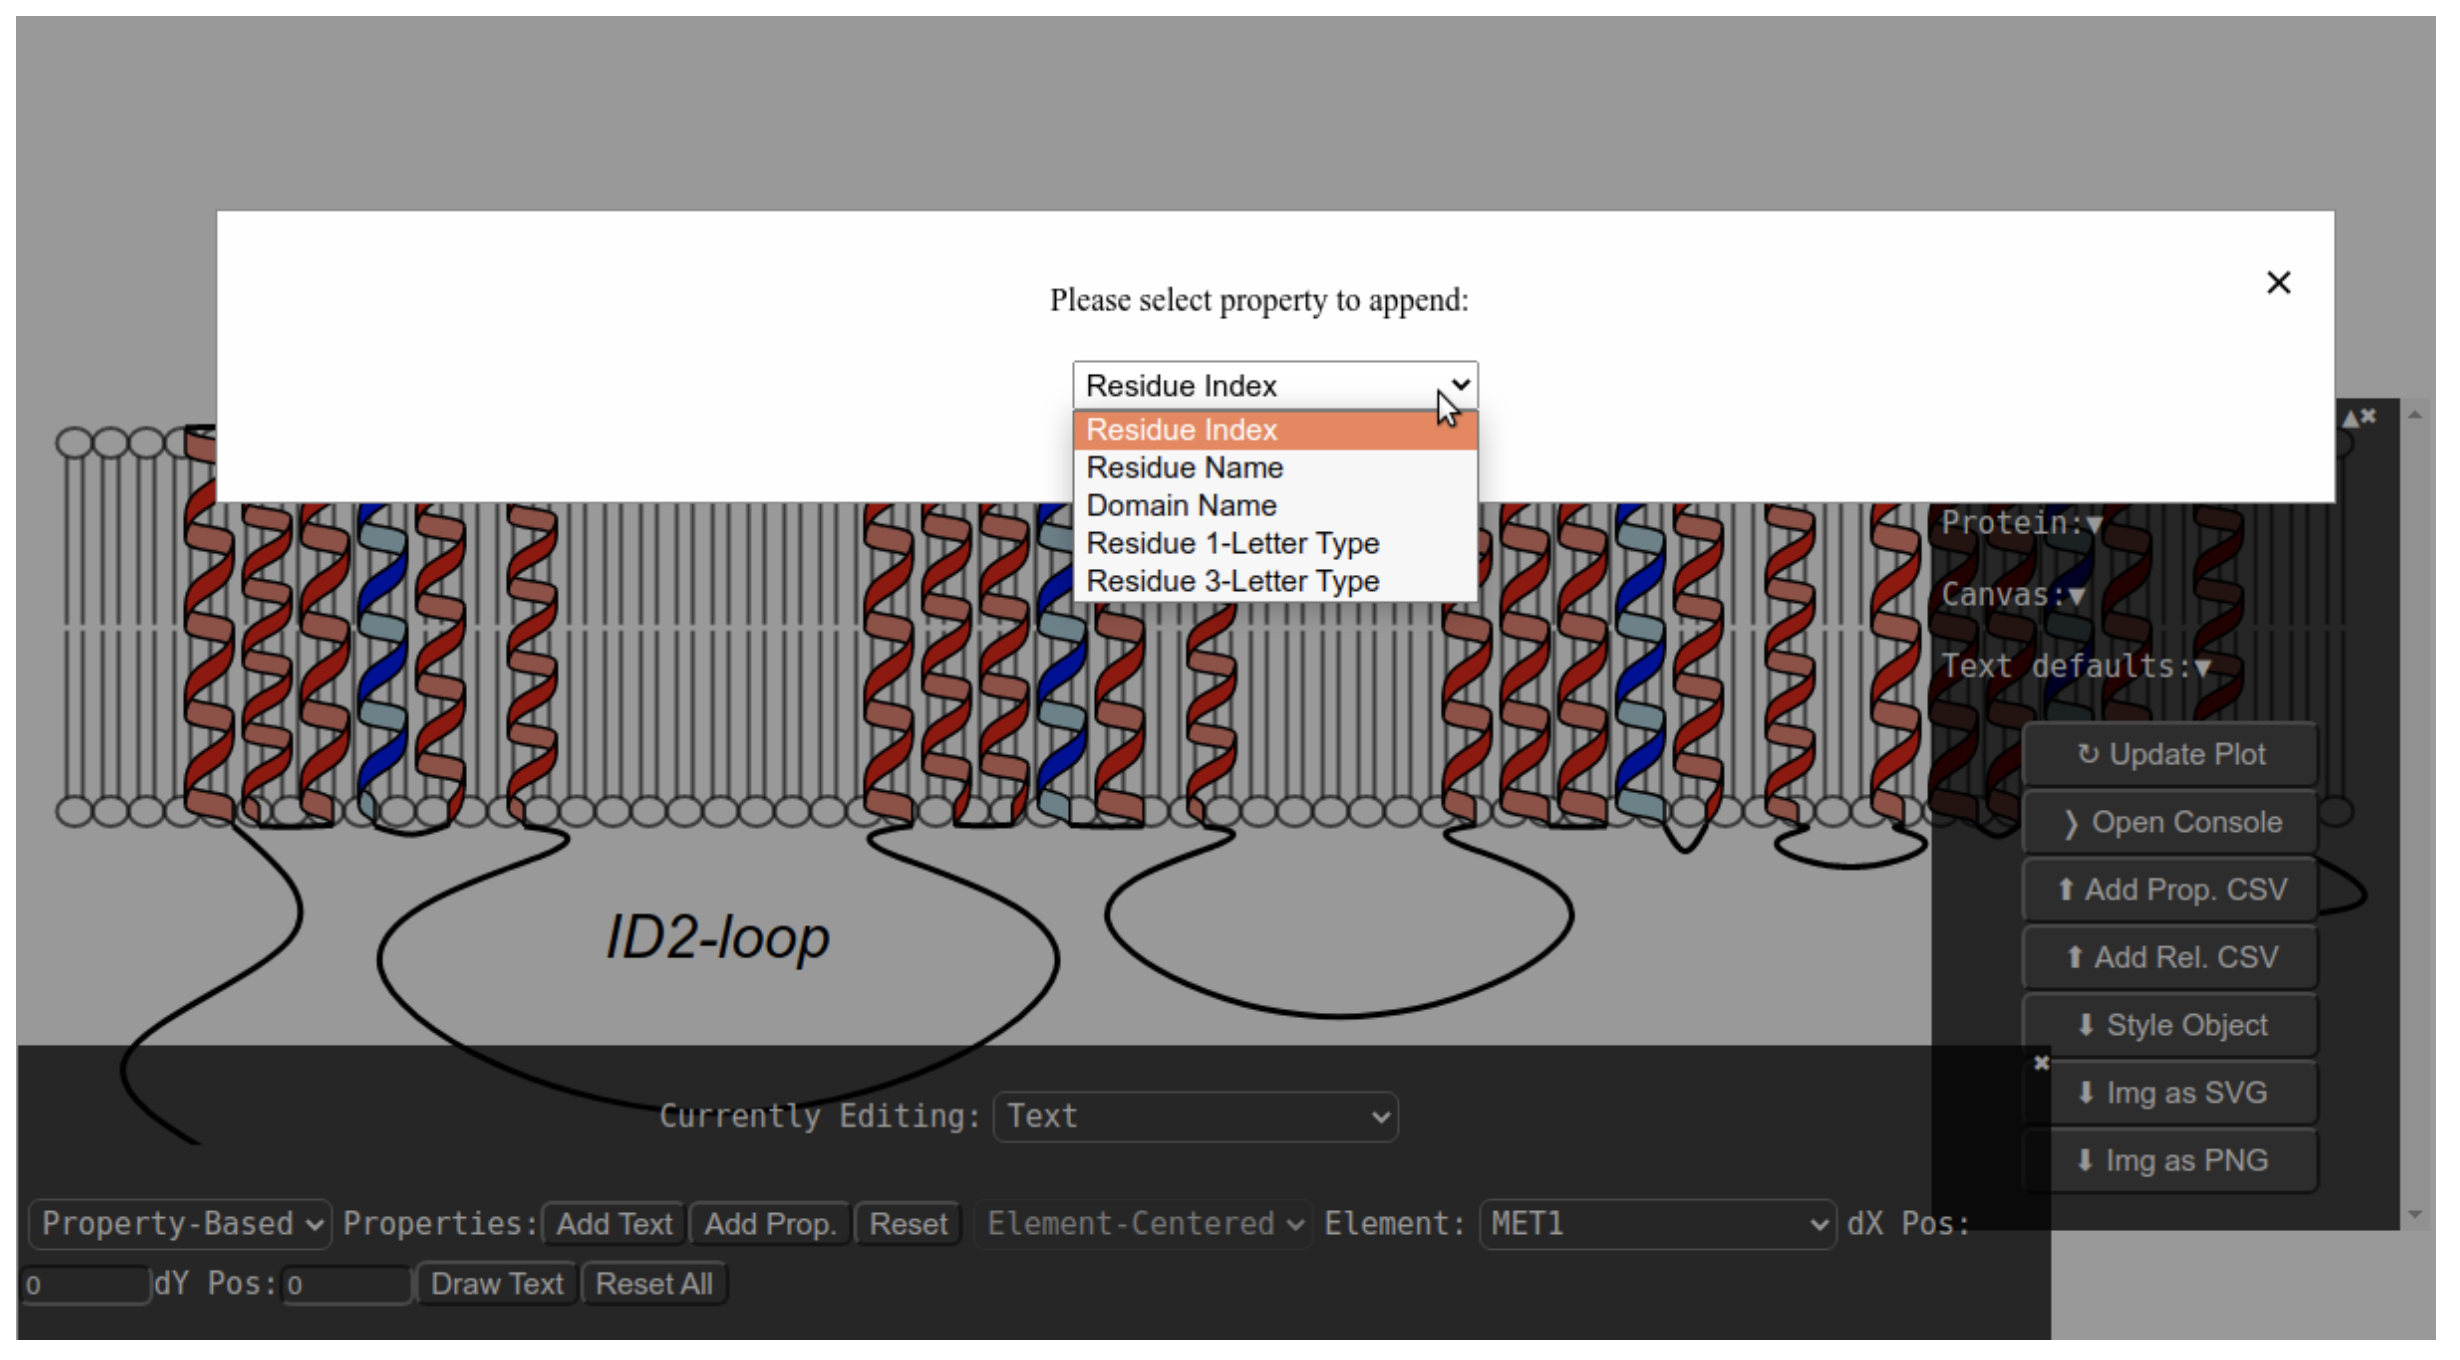 Please select property to append:
×
Residue Index
Residue Index
Residue Name
Domain Name
Residue 1-Letter Type
Residue 3-Letter Type
▲✖
Protein:▼
Canvas:▼
Text defaults:▼
↻ Update Plot
❭ Open Console
⬆ Add Prop. CSV
⬆ Add Rel. CSV
⬇ Style Object
⬇ Img as SVG
⬇ Img as PNG
ID2-loop
✖
Currently Editing: Text
Property-Based Properties: Add Text Add Prop. Reset Element-Centered Element: MET1 dX Pos:
0 dY Pos: 0 Draw Text Reset All